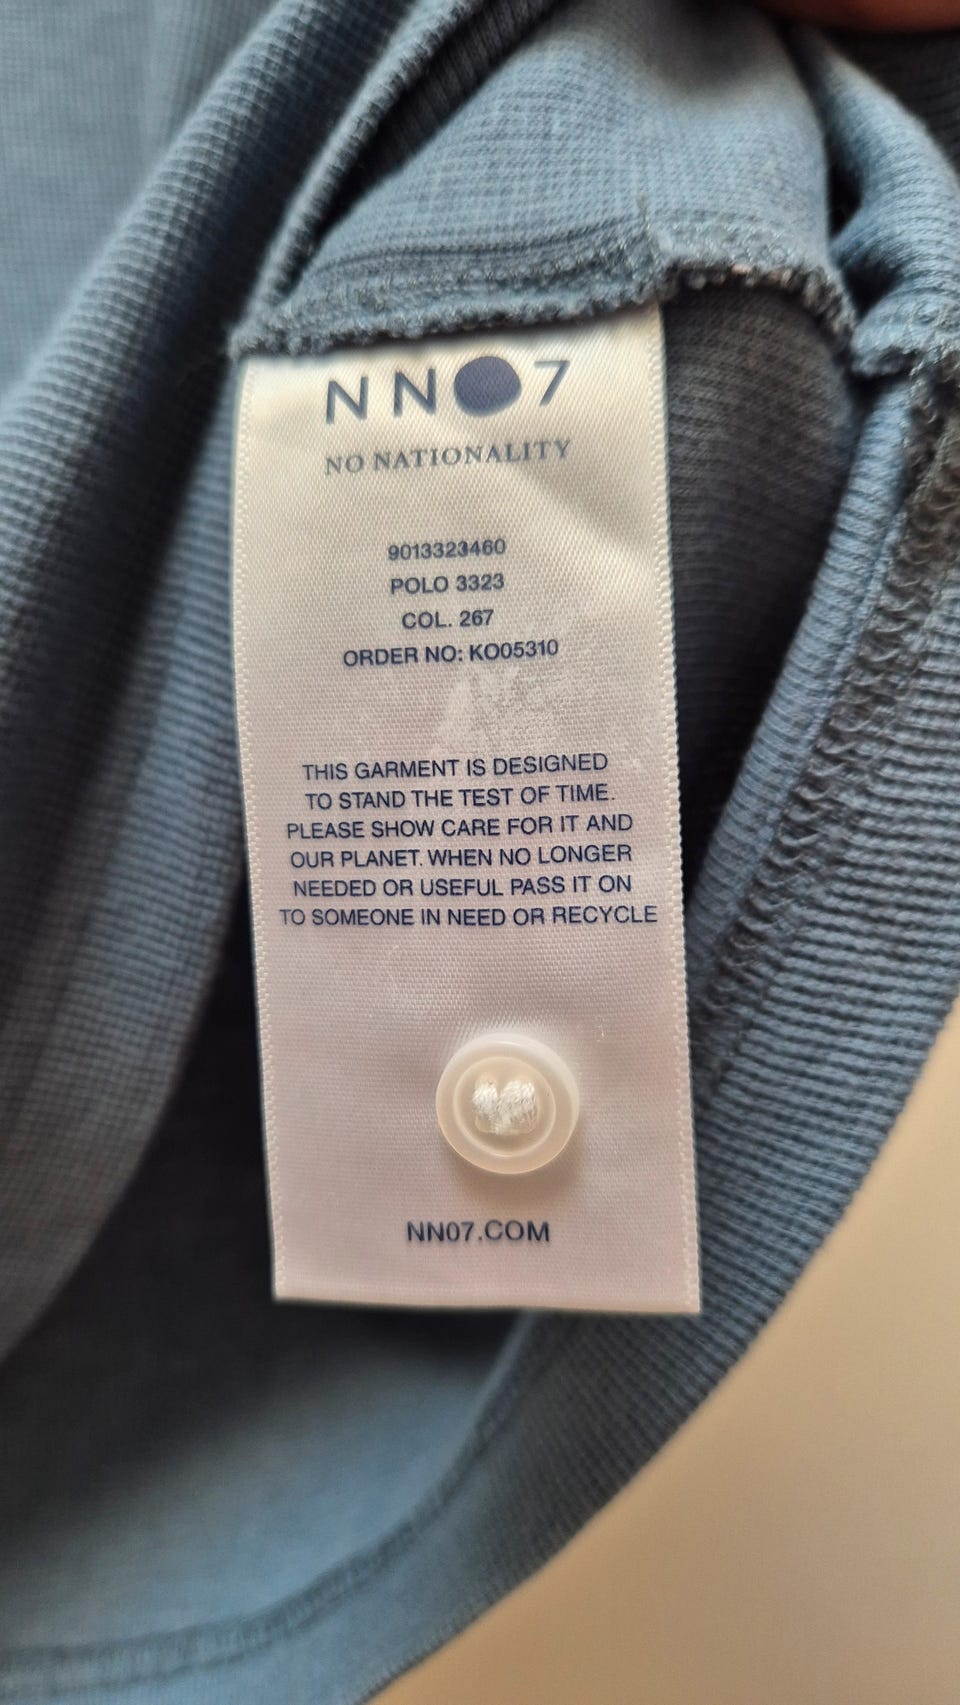 NN07
NO NATIONALITY
9013323460
POLO 3323
COL. 267
ORDER NO: KO05310
THIS GARMENT IS DESIGNED
TO STAND THE TEST OF TIME.
PLEASE SHOW CARE FOR IT AND
OUR PLANET. WHEN NO LONGER
NEEDED OR USEFUL PASS IT ON
TO SOMEONE IN NEED OR RECYCLE
NN07.COM